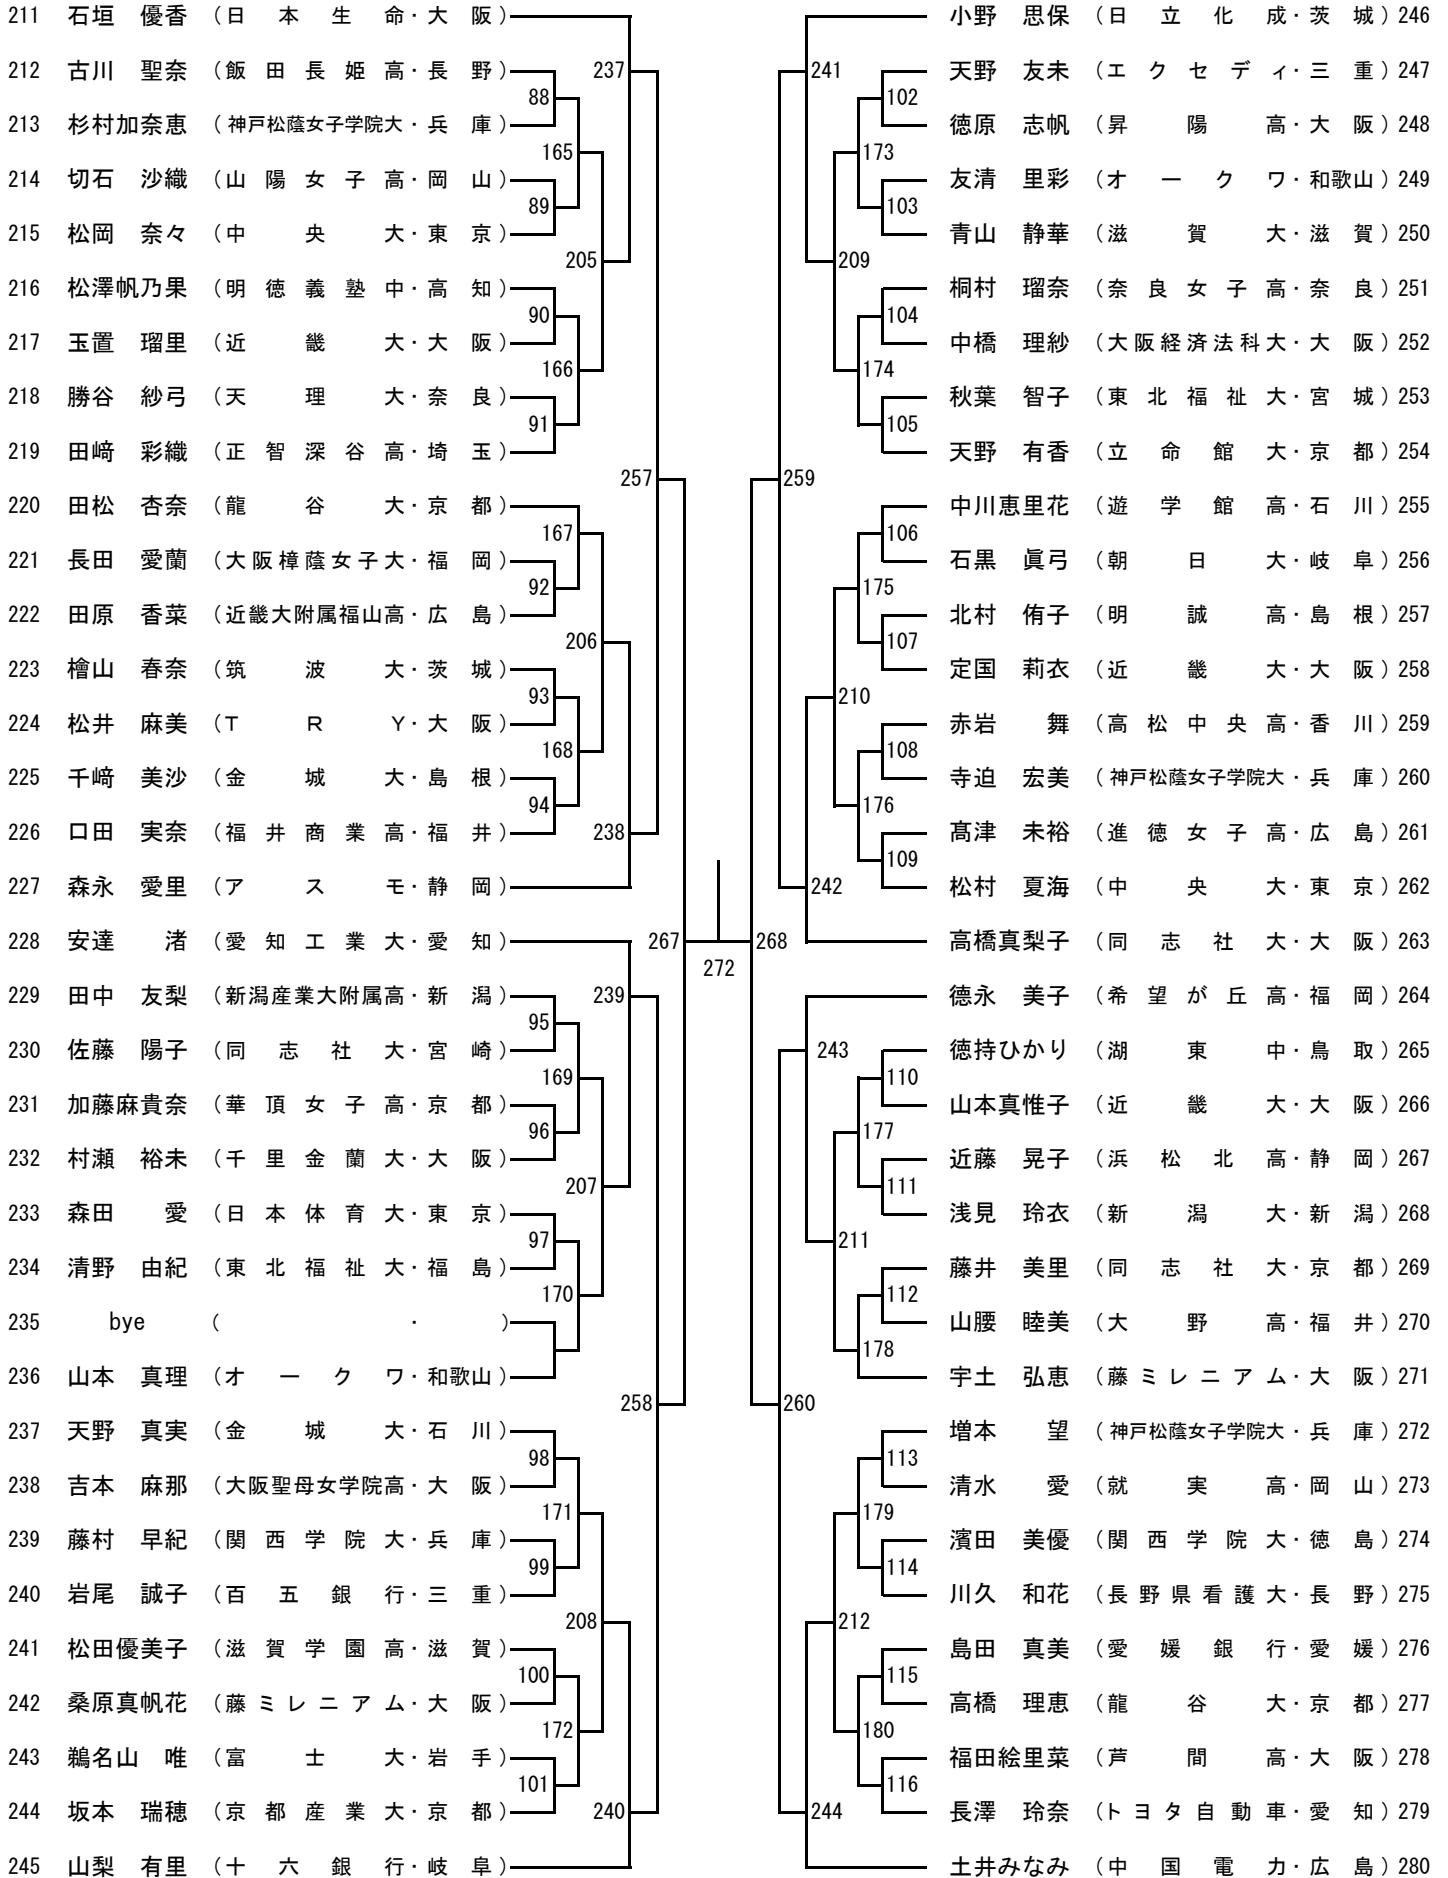 211 石垣 優香 (日本生命・大阪)
212 古川 聖奈 (飯田長姫高・長野)
213 杉村加奈恵 (神戸松蔭女子学院大・兵庫)
214 切石 沙織 (山陽女子高・岡山)
215 松岡 奈々 (中央大・東京)
216 松澤帆乃果 (明徳義塾中・高知)
217 玉置 瑠里 (近畿大・大阪)
218 勝谷 紗弓 (天理大・奈良)
219 田﨑 彩織 (正智深谷高・埼玉)
220 田松 杏奈 (龍谷大・京都)
221 長田 愛蘭 (大阪樟蔭女子大・福岡)
222 田原 香菜 (近畿大附属福山高・広島)
223 檜山 春奈 (筑波大・茨城)
224 松井 麻美 (TRY・大阪)
225 千﨑 美沙 (金城大・島根)
226 口田 実奈 (福井商業高・福井)
227 森永 愛里 (アスモ・静岡)
228 安達 渚 (愛知工業大・愛知)
229 田中 友梨 (新潟産業大附属高・新潟)
230 佐藤 陽子 (同志社大・宮崎)
231 加藤麻貴奈 (華頂女子高・京都)
232 村瀬 裕未 (千里金蘭大・大阪)
233 森田 愛 (日本体育大・東京)
234 清野 由紀 (東北福祉大・福島)
235 bye ( ・ )
236 山本 真理 (オークワ・和歌山)
237 天野 真実 (金城大・石川)
238 吉本 麻那 (大阪聖母女学院高・大阪)
239 藤村 早紀 (関西学院大・兵庫)
240 岩尾 誠子 (百五銀行・三重)
241 松田優美子 (滋賀学園高・滋賀)
242 桑原真帆花 (藤ミレニアム・大阪)
243 鵜名山 唯 (富士大・岩手)
244 坂本 瑞穂 (京都産業大・京都)
245 山梨 有里 (十六銀行・岐阜)
88
89
90
91
92
93
94
95
96
97
98
99
100
101
165
166
167
168
169
170
171
172
205
206
207
208
237
238
239
240
257
258
267
272
268
259
260
241
242
243
244
209
210
211
212
173
174
175
176
177
178
179
180
102
103
104
105
106
107
108
109
110
111
112
113
114
115
116
小野 思保 (日立化成・茨城) 246
天野 友未 (エクセディ・三重) 247
徳原 志帆 (昇陽高・大阪) 248
友清 里彩 (オークワ・和歌山) 249
青山 静華 (滋賀大・滋賀) 250
桐村 瑠奈 (奈良女子高・奈良) 251
中橋 理紗 (大阪経済法科大・大阪) 252
秋葉 智子 (東北福祉大・宮城) 253
天野 有香 (立命館大・京都) 254
中川恵里花 (遊学館高・石川) 255
石黒 眞弓 (朝日大・岐阜) 256
北村 侑子 (明誠高・島根) 257
定国 莉衣 (近畿大・大阪) 258
赤岩 舞 (高松中央高・香川) 259
寺迫 宏美 (神戸松蔭女子学院大・兵庫) 260
髙津 未裕 (進徳女子高・広島) 261
松村 夏海 (中央大・東京) 262
高橋真梨子 (同志社大・大阪) 263
德永 美子 (希望が丘高・福岡) 264
徳持ひかり (湖東中・鳥取) 265
山本真惟子 (近畿大・大阪) 266
近藤 晃子 (浜松北高・静岡) 267
浅見 玲衣 (新潟大・新潟) 268
藤井 美里 (同志社大・京都) 269
山腰 睦美 (大野高・福井) 270
宇土 弘恵 (藤ミレニアム・大阪) 271
増本 望 (神戸松蔭女子学院大・兵庫) 272
清水 愛 (就実高・岡山) 273
濱田 美優 (関西学院大・徳島) 274
川久 和花 (長野県看護大・長野) 275
島田 真美 (愛媛銀行・愛媛) 276
高橋 理恵 (龍谷大・京都) 277
福田絵里菜 (芦間高・大阪) 278
長澤 玲奈 (トヨタ自動車・愛知) 279
土井みなみ (中国電力・広島) 280